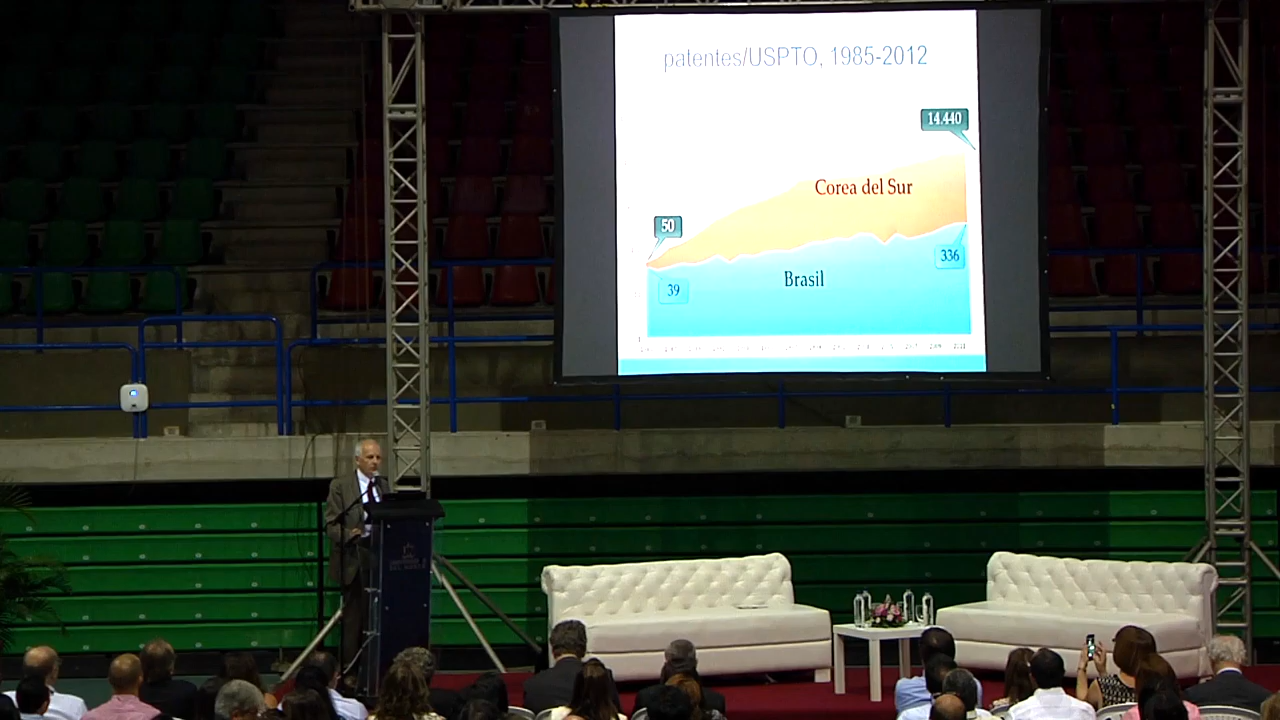 patentes/USPTO, 1985-2012
14.440
Corea del Sur
50
336
Brasil
39